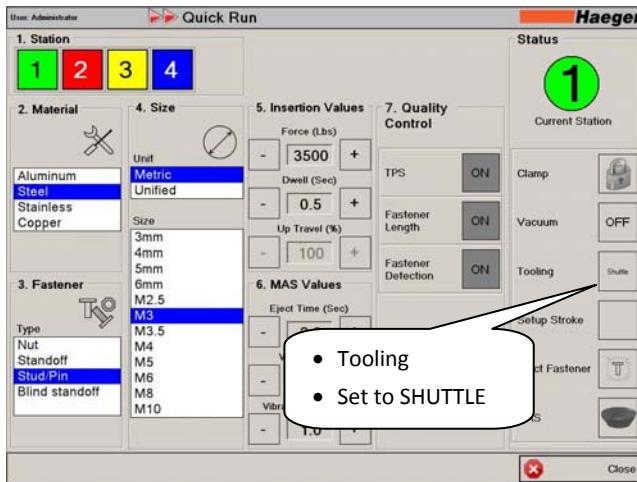 User: Administrator
Quick Run
Haeger
1. Station
1 2 3 4
Status
1
Current Station
2. Material
Aluminum
Steel
Stainless
Copper
3. Fastener
Type
Nut
Standoff
Stud/Pin
Blind standoff
4. Size
Unit
Metric
Unified
Size
3mm
4mm
5mm
6mm
M2.5
M3
M3.5
M4
M5
M6
M8
M10
5. Insertion Values
Force (Lbs)
- 3500 +
Dwell (Sec)
- 0.5 +
Up Travel (%)
- 100 +
6. MAS Values
Eject Time (Sec)
-
-
- 1.0 +
7. Quality Control
TPS ON
Fastener Length ON
Fastener Detection ON
Clamp
Vacuum OFF
Tooling Shuttle
Setup Stroke
Fastener
• Tooling
• Set to SHUTTLE
Close